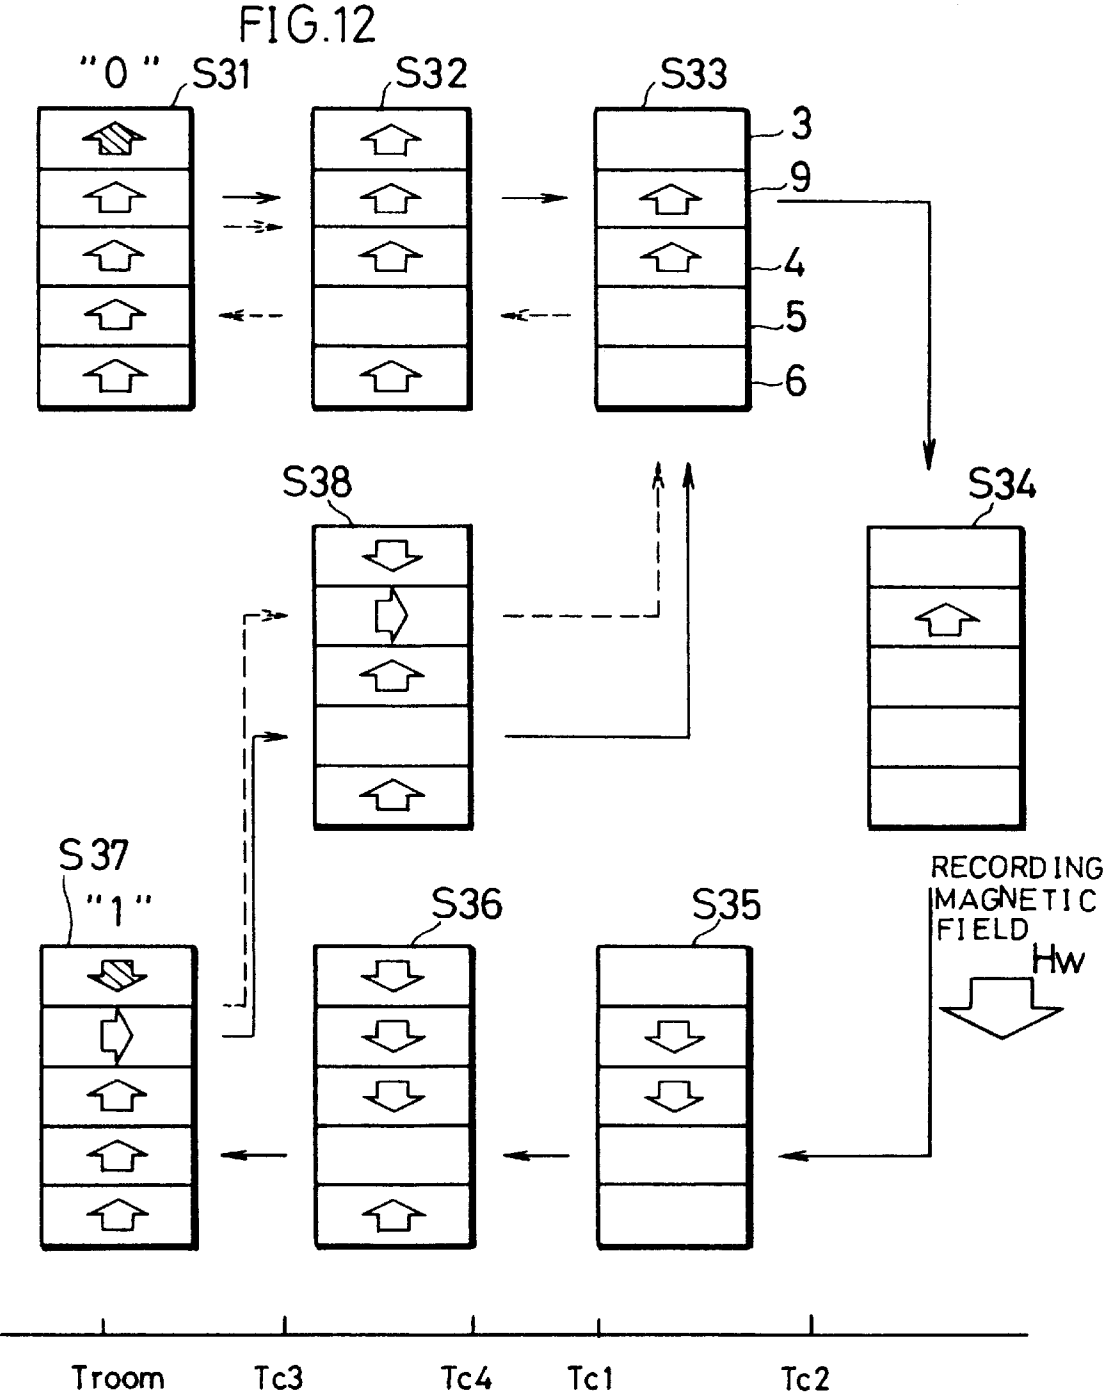 FIG.12
"0" S31 S32 S33
3
9
4
5
6
S38 S34
S37
"1" S36 S35
RECORDING
MAGNETIC
FIELD
Hw
Troom Tc3 Tc4 Tc1 Tc2